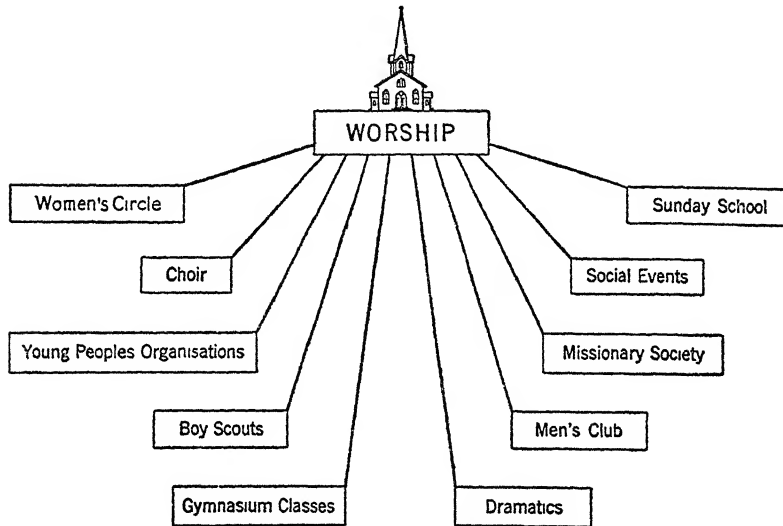 WORSHIP
Women's Circle
Sunday School
Choir
Social Events
Young Peoples Organisations
Missionary Society
Boy Scouts
Men's Club
Gymnasium Classes
Dramatics